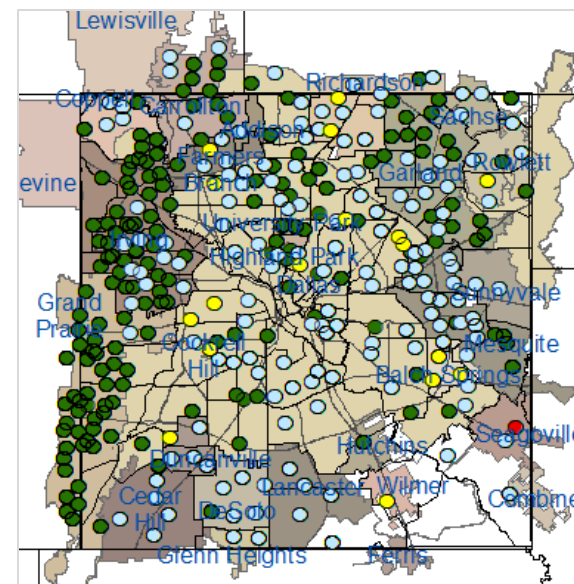 Lewisville
Richardson
Coppell
Carrollton
Sachse
Addison
Farmers
Branch
Garland
Rowlett
evine
University Park
Irving
Highland Park
Dallas
Sunnyvale
Grand
Prairie
Cockrell
Hill
Mesquite
Balch Springs
Seagoville
Hutchins
Duncanville
Lancaster
Wilmer
Cedar
Hill
DeSoto
Combine
Glenn Heights
Ferris